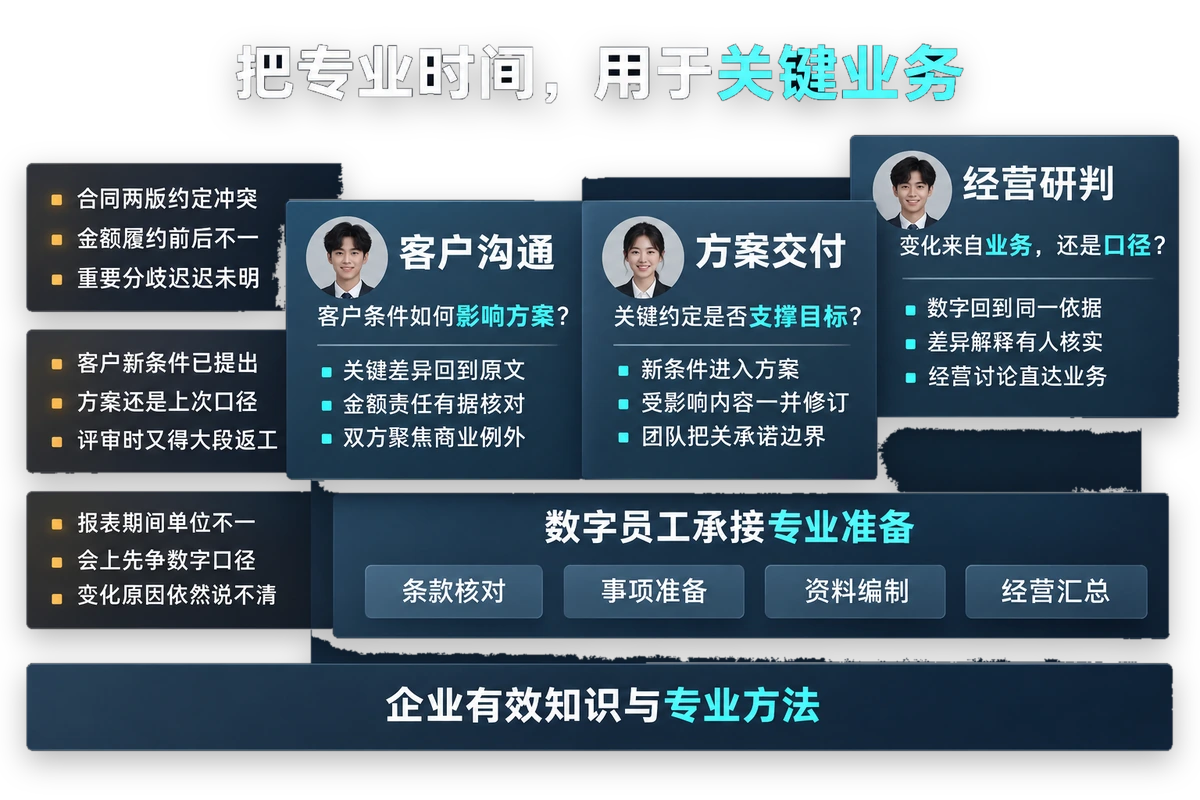 把专业时间，用于关键业务
合同两版约定冲突
金额履约前后不一
重要分歧迟迟未明
客户新条件已提出
方案还是上次口径
评审时又得大段返工
报表期间单位不一
会上先争数字口径
变化原因依然说不清
客户沟通
客户条件如何影响方案？
关键差异回到原文
金额责任有据核对
双方聚焦商业例外
方案交付
关键约定是否支撑目标？
新条件进入方案
受影响内容一并修订
团队把关承诺边界
经营研判
变化来自业务，还是口径？
数字回到同一依据
差异解释有人核实
经营讨论直达业务
数字员工承接专业准备
条款核对
事项准备
资料编制
经营汇总
企业有效知识与专业方法